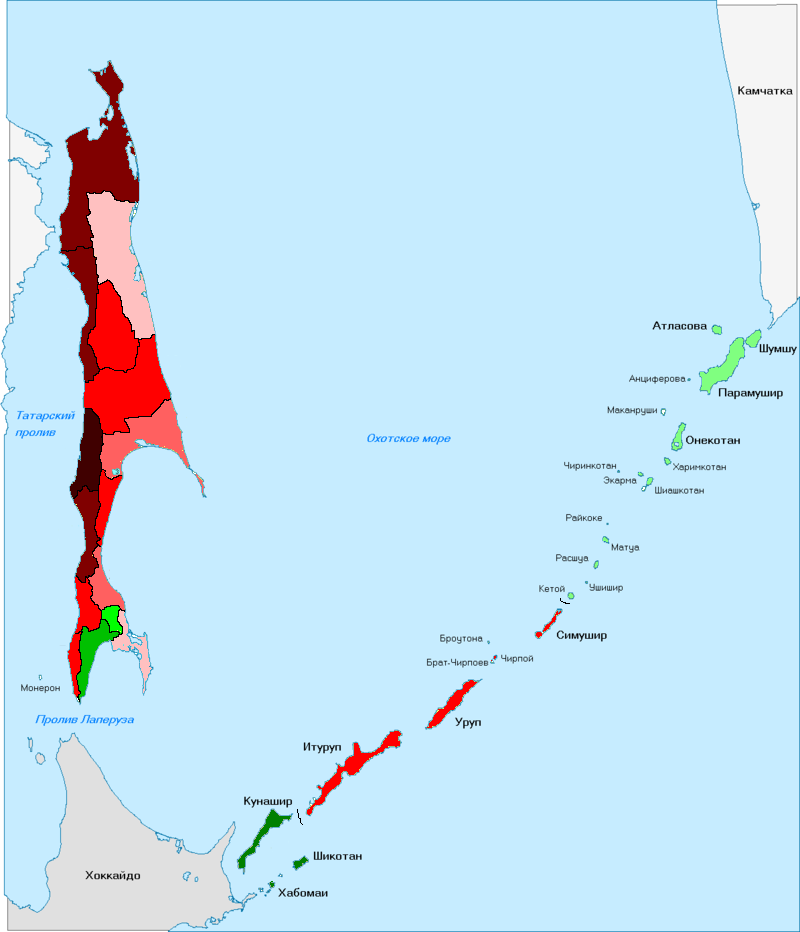 Камчатка
Атласова
Шумшу
Анциферова
Парамушир
Маканруши
Татарский
пролив
Охотское море
Онекотан
Чиринкотан
Харимкотан
Экарма
Шиашкотан
Райкоке
Матуа
Расшуа
Кетой
Ушишир
Симушир
Броутона
Брат-Чирпоев
Чирпой
Монерон
Пролив Лаперуза
Уруп
Итуруп
Кунашир
Шикотан
Хоккайдо
Хабомаи